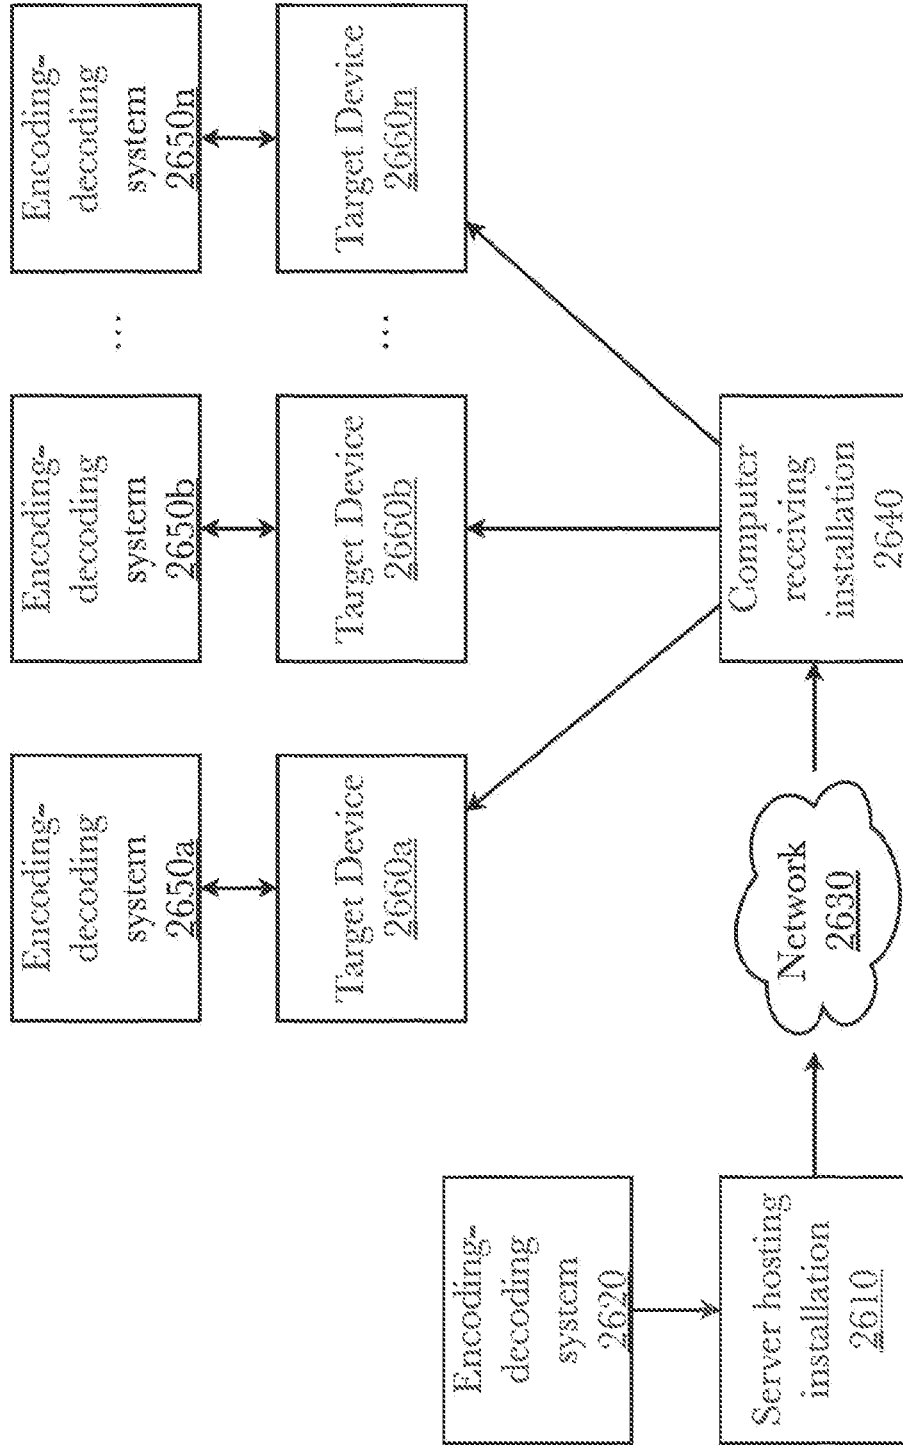 Encoding-
decoding
system
2650a
Encoding-
decoding
system
2650b
...
Encoding-
decoding
system
2650n
Target Device
2660a
Target Device
2660b
...
Target Device
2660n
Encoding-
decoding
system
2620
Server hosting
installation
2610
Network
2630
Computer
receiving
installation
2640